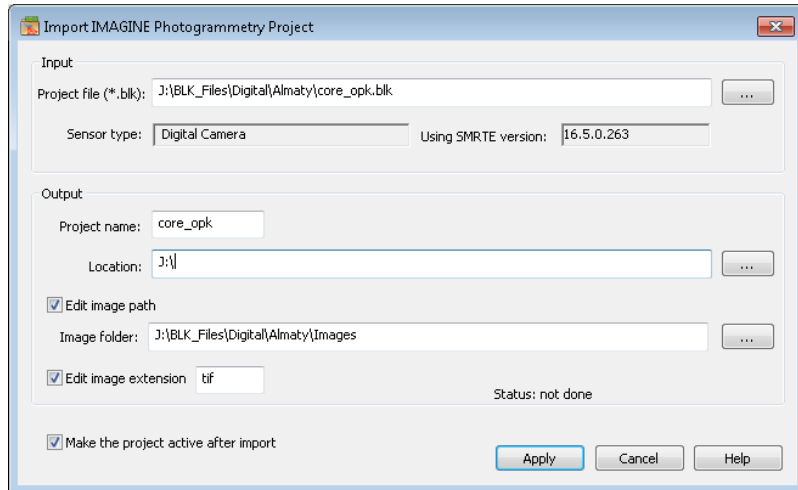 Import IMAGINE Photogrammetry Project
Input
Project file (*.blk): J:\BLK_Files\Digital\Almaty\core_opk.blk ...
Sensor type: Digital Camera Using SMRTE version: 16.5.0.263
Output
Project name: core_opk
Location: J:\ ...
Edit image path
Image folder: J:\BLK_Files\Digital\Almaty\Images ...
Edit image extension tif
Status: not done
Make the project active after import
Apply Cancel Help